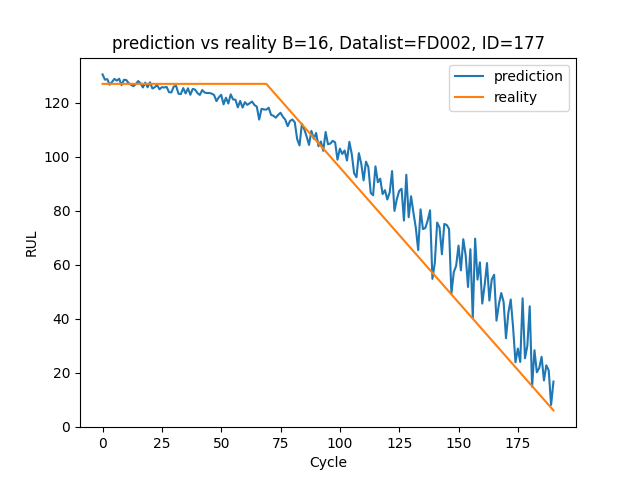 prediction vs reality B=16, Datalist=FD002, ID=177
prediction
reality
RUL
120
100
80
60
40
20
0
0 25 50 75 100 125 150 175
Cycle